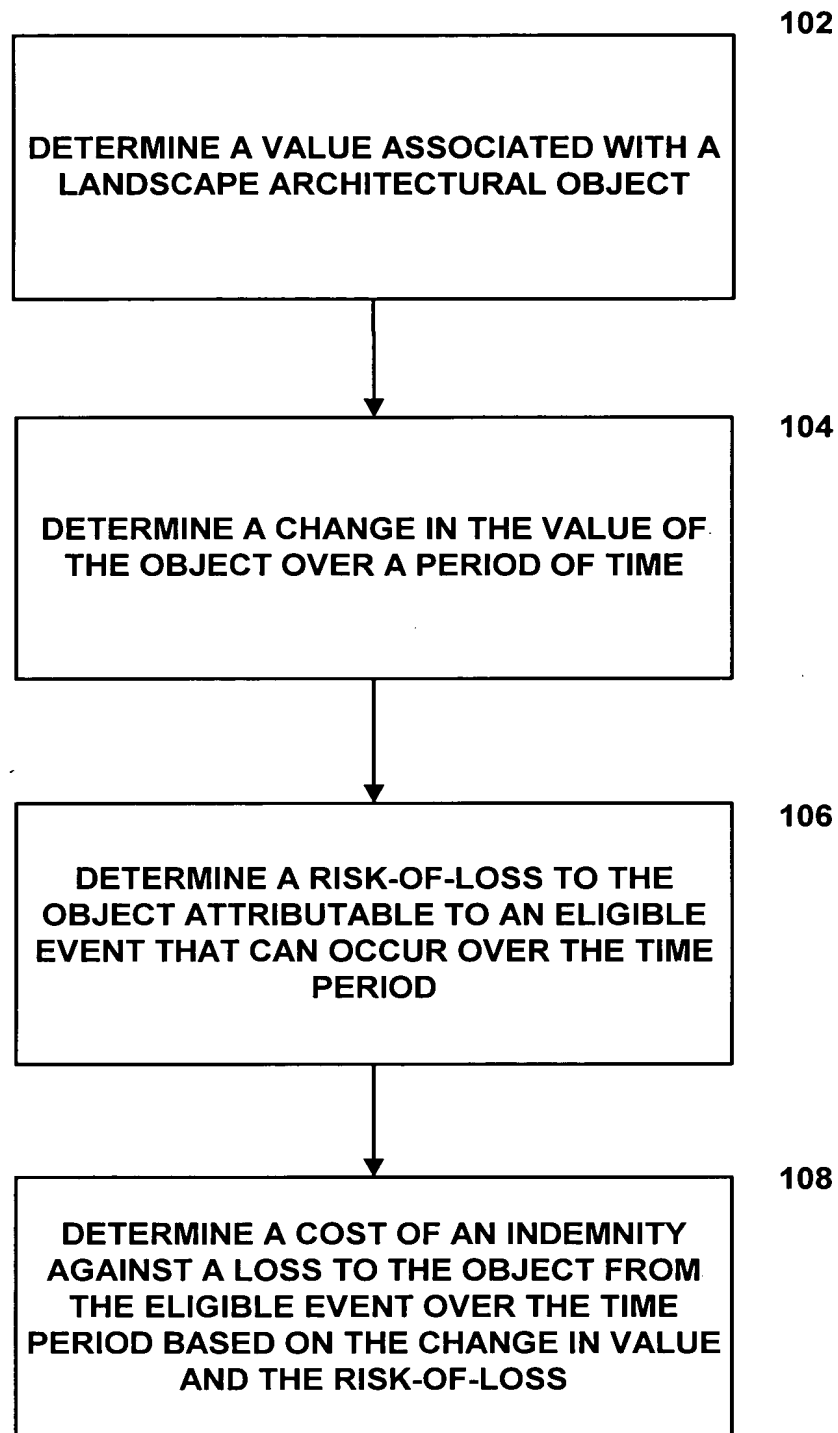 102
DETERMINE A VALUE ASSOCIATED WITH A
LANDSCAPE ARCHITECTURAL OBJECT
104
DETERMINE A CHANGE IN THE VALUE OF
THE OBJECT OVER A PERIOD OF TIME
106
DETERMINE A RISK-OF-LOSS TO THE
OBJECT ATTRIBUTABLE TO AN ELIGIBLE
EVENT THAT CAN OCCUR OVER THE TIME
PERIOD
108
DETERMINE A COST OF AN INDEMNITY
AGAINST A LOSS TO THE OBJECT FROM
THE ELIGIBLE EVENT OVER THE TIME
PERIOD BASED ON THE CHANGE IN VALUE
AND THE RISK-OF-LOSS